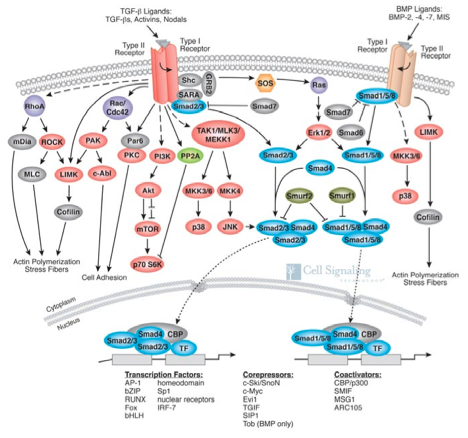 TGF-β Ligands:
TGF-βs, Activins, Nodals
BMP Ligands:
BMP-2, -4, -7, MIS
Type II
Receptor
Type I
Receptor
Type I
Receptor
Type II
Receptor
Shc
GRB2
SARA
Smad2/3
SOS
Ras
Smad7
Smad1/5/8
Smad7
Smad6
RhoA
Rac/
Cdc42
TAK1/MLK3/
MEKK1
Erk1/2
LIMK
mDia
ROCK
PAK
Par6
PKC
PI3K
PP2A
Smad2/3
Smad1/5/8
MKK3/6
MLC
LIMK
c-Abl
Smad4
Akt
MKK3/6
MKK4
Smurf2
Smurf1
p38
Cofilin
mTOR
p38
JNK
Smad2/3
Smad4
Smad2/3
Smad1/5/8
Smad4
Smad1/5/8
Cofilin
p70 S6K
Actin Polymerization
Stress Fibers
Cell Adhesion
Cell Signaling
TECHNOLOGY
Actin Polymerization
Stress Fibers
Cytoplasm
Nucleus
Smad4
CBP
Smad2/3
Smad2/3
TF
Smad4
CBP
Smad1/5/8
Smad1/5/8
TF
Transcription Factors:
AP-1 homeodomain
bZIP Sp1
RUNX nuclear receptors
Fox IRF-7
bHLH
Corepressors:
c-Ski/SnoN
c-Myc
Evi1
TGIF
SIP1
Tob (BMP only)
Coactivators:
CBP/p300
SMIF
MSG1
ARC105